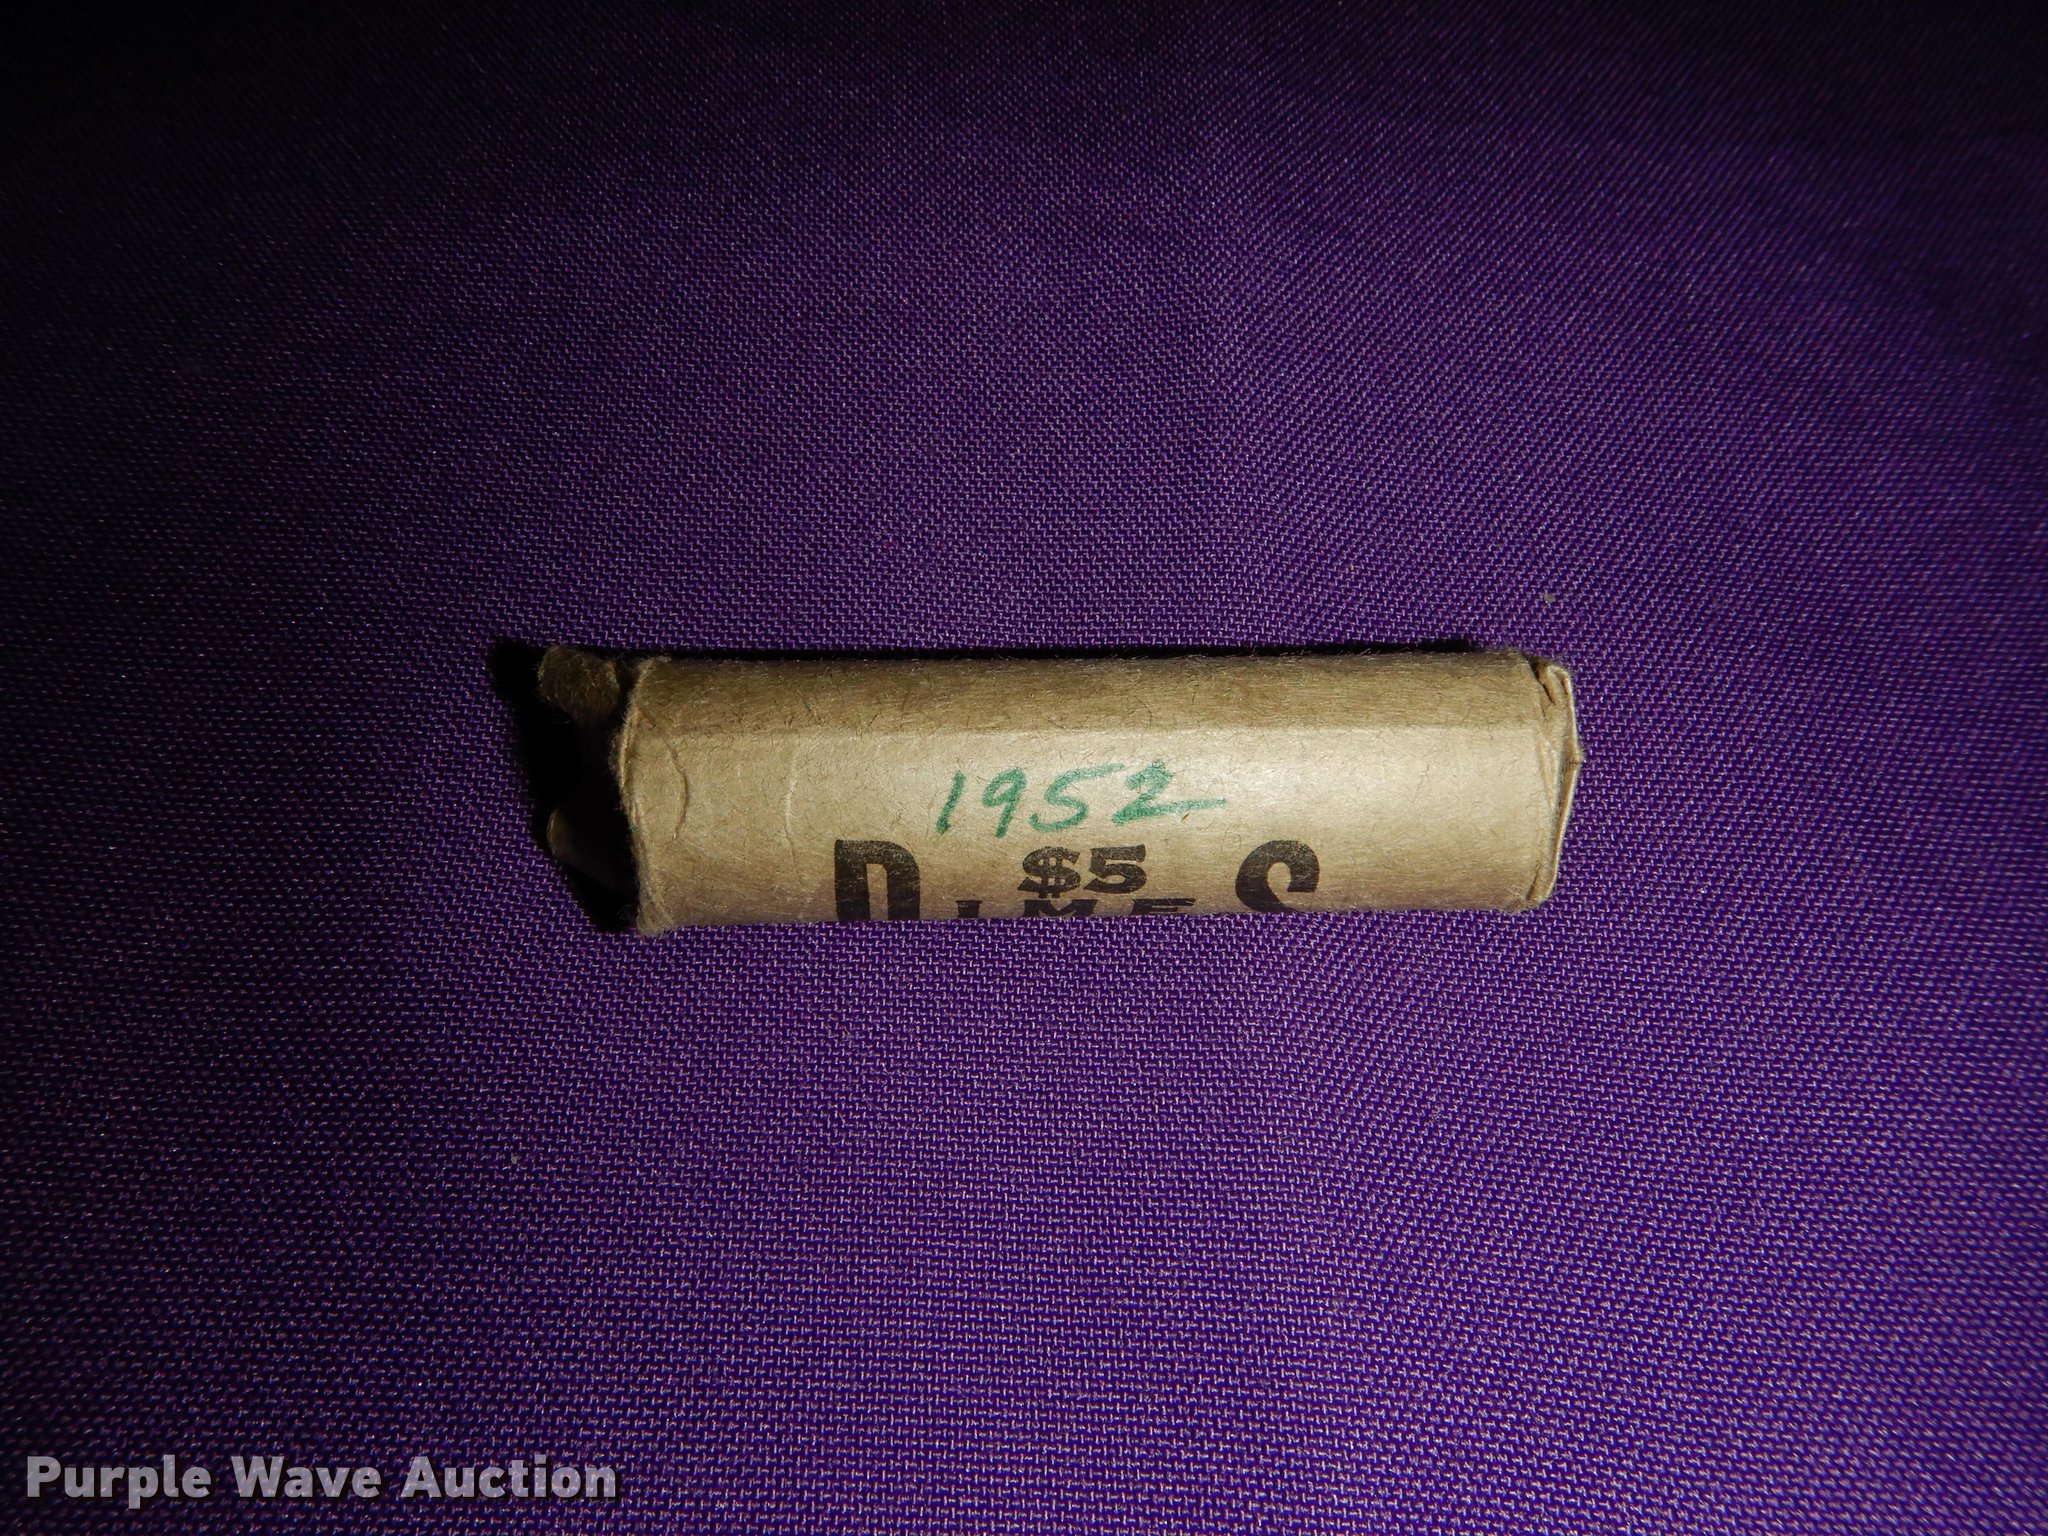 1952
$5
DIMES
Purple Wave Auction